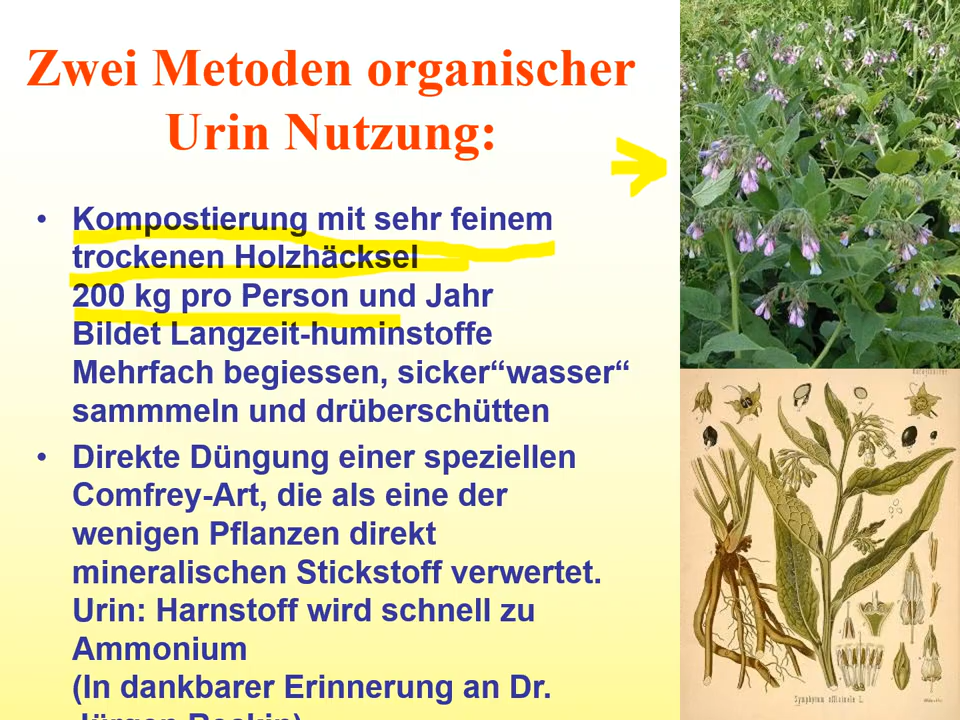 Zwei Metoden organischer
Urin Nutzung:
• Kompostierung mit sehr feinem
trockenen Holzhäcksel
200 kg pro Person und Jahr
Bildet Langzeit-huminstoffe
Mehrfach begiessen, sicker“wasser“
sammmeln und drüberschütten
• Direkte Düngung einer speziellen
Comfrey-Art, die als eine der
wenigen Pflanzen direkt
mineralischen Stickstoff verwertet.
Urin: Harnstoff wird schnell zu
Ammonium
(In dankbarer Erinnerung an Dr.
Symphytum officinale L.